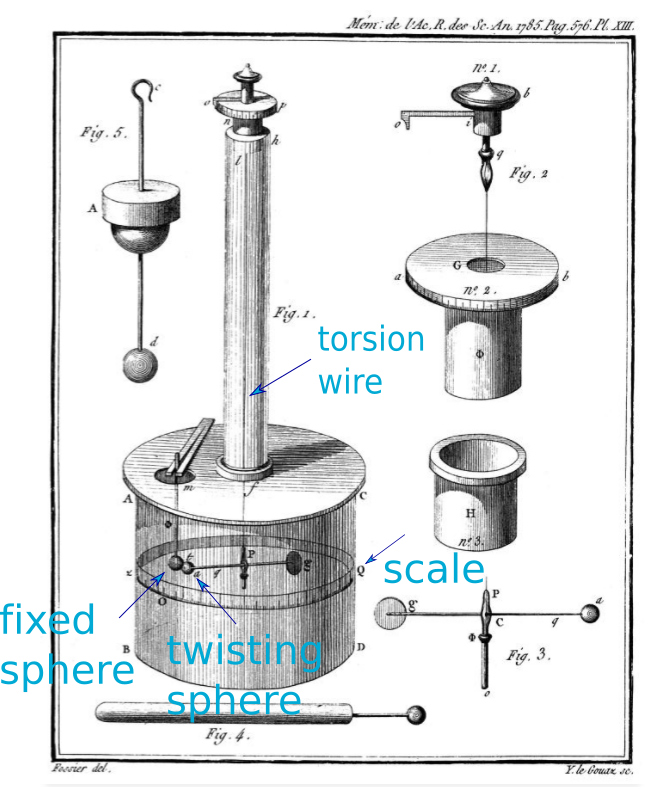 Mém. de l'Ac. R. des Sc. An. 1785. Pag. 576. Pl. XIII.
c
Fig. 5.
A
d
o
p
n
h
l
Fig. 1.
torsion
wire
nº. 1.
b
o
i
q
Fig. 2
G
a
b
nº. 2.
Φ
H
nº. 3.
m
f
A
C
P
t
a
q
g
Q
O
B
D
scale
fixed
sphere
twisting
sphere
g
P
a
C
q
Φ
Fig. 3.
o
Fig. 4.
Fossier del.
Y. le Gouaz sc.